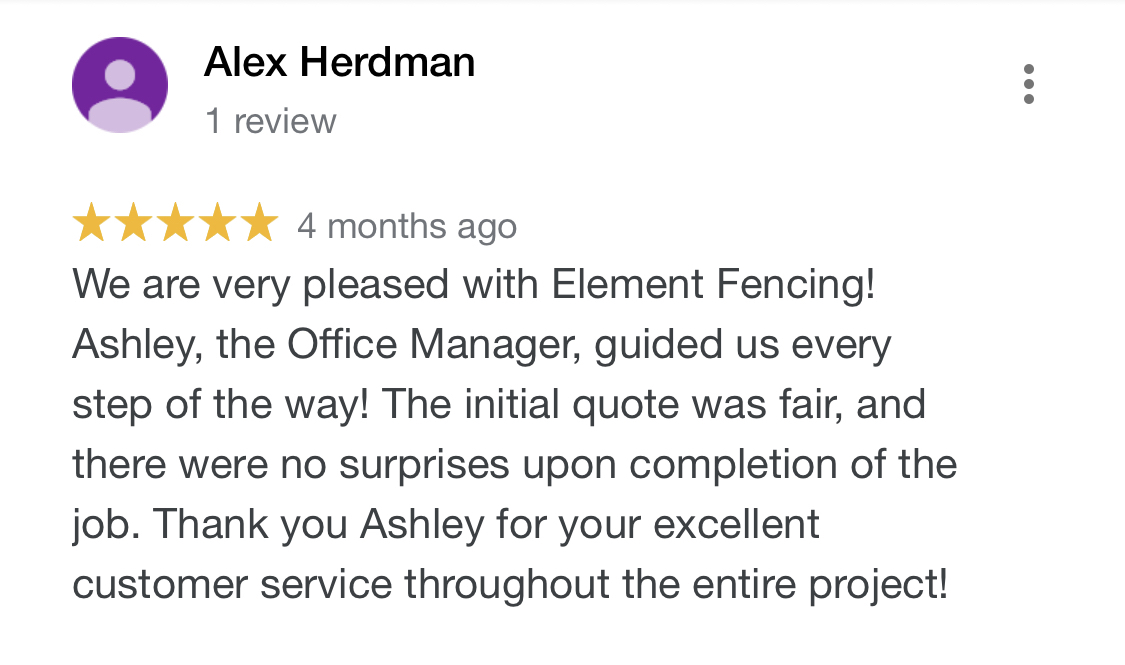 Alex Herdman
1 review
4 months ago
We are very pleased with Element Fencing!
Ashley, the Office Manager, guided us every
step of the way! The initial quote was fair, and
there were no surprises upon completion of the
job. Thank you Ashley for your excellent
customer service throughout the entire project!